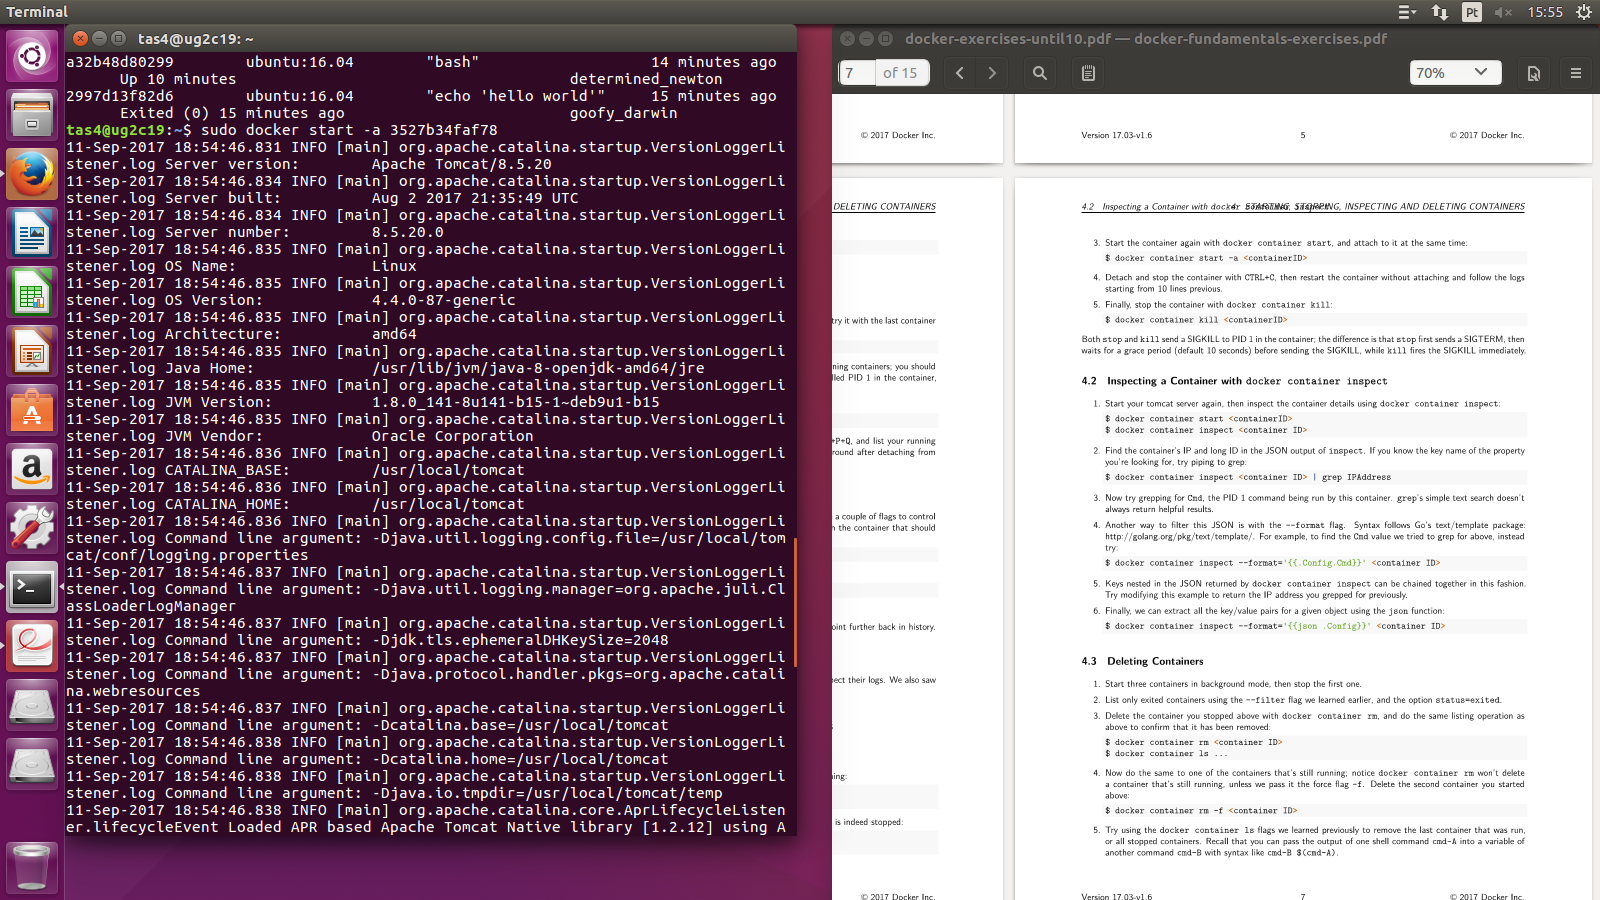 Terminal
Pt
15:55
tas4@ug2c19: ~
a32b48d80299 ubuntu:16.04 "bash" 14 minutes ago
Up 10 minutes determined_newton
2997d13f82d6 ubuntu:16.04 "echo 'hello world'" 15 minutes ago
Exited (0) 15 minutes ago goofy_darwin
tas4@ug2c19:~$ sudo docker start -a 3527b34faf78
11-Sep-2017 18:54:46.831 INFO [main] org.apache.catalina.startup.VersionLoggerLi
stener.log Server version: Apache Tomcat/8.5.20
11-Sep-2017 18:54:46.834 INFO [main] org.apache.catalina.startup.VersionLoggerLi
stener.log Server built: Aug 2 2017 21:35:49 UTC
11-Sep-2017 18:54:46.834 INFO [main] org.apache.catalina.startup.VersionLoggerLi
stener.log Server number: 8.5.20.0
11-Sep-2017 18:54:46.835 INFO [main] org.apache.catalina.startup.VersionLoggerLi
stener.log OS Name: Linux
11-Sep-2017 18:54:46.835 INFO [main] org.apache.catalina.startup.VersionLoggerLi
stener.log OS Version: 4.4.0-87-generic
11-Sep-2017 18:54:46.835 INFO [main] org.apache.catalina.startup.VersionLoggerLi
stener.log Architecture: amd64
11-Sep-2017 18:54:46.835 INFO [main] org.apache.catalina.startup.VersionLoggerLi
stener.log Java Home: /usr/lib/jvm/java-8-openjdk-amd64/jre
11-Sep-2017 18:54:46.835 INFO [main] org.apache.catalina.startup.VersionLoggerLi
stener.log JVM Version: 1.8.0_141-8u141-b15-1~deb9u1-b15
11-Sep-2017 18:54:46.835 INFO [main] org.apache.catalina.startup.VersionLoggerLi
stener.log JVM Vendor: Oracle Corporation
11-Sep-2017 18:54:46.836 INFO [main] org.apache.catalina.startup.VersionLoggerLi
stener.log CATALINA_BASE: /usr/local/tomcat
11-Sep-2017 18:54:46.836 INFO [main] org.apache.catalina.startup.VersionLoggerLi
stener.log CATALINA_HOME: /usr/local/tomcat
11-Sep-2017 18:54:46.836 INFO [main] org.apache.catalina.startup.VersionLoggerLi
stener.log Command line argument: -Djava.util.logging.config.file=/usr/local/tom
cat/conf/logging.properties
11-Sep-2017 18:54:46.837 INFO [main] org.apache.catalina.startup.VersionLoggerLi
stener.log Command line argument: -Djava.util.logging.manager=org.apache.juli.Cl
assLoaderLogManager
11-Sep-2017 18:54:46.837 INFO [main] org.apache.catalina.startup.VersionLoggerLi
stener.log Command line argument: -Djdk.tls.ephemeralDHKeySize=2048
11-Sep-2017 18:54:46.837 INFO [main] org.apache.catalina.startup.VersionLoggerLi
stener.log Command line argument: -Djava.protocol.handler.pkgs=org.apache.catali
na.webresources
11-Sep-2017 18:54:46.837 INFO [main] org.apache.catalina.startup.VersionLoggerLi
stener.log Command line argument: -Dcatalina.base=/usr/local/tomcat
11-Sep-2017 18:54:46.838 INFO [main] org.apache.catalina.startup.VersionLoggerLi
stener.log Command line argument: -Dcatalina.home=/usr/local/tomcat
11-Sep-2017 18:54:46.838 INFO [main] org.apache.catalina.startup.VersionLoggerLi
stener.log Command line argument: -Djava.io.tmpdir=/usr/local/tomcat/temp
11-Sep-2017 18:54:46.838 INFO [main] org.apache.catalina.core.AprLifecycleListen
er.lifecycleEvent Loaded APR based Apache Tomcat Native library [1.2.12] using A
docker-exercises-until10.pdf — docker-fundamentals-exercises.pdf
7 of 15
70%
© 2017 Docker Inc.
DELETING CONTAINERS
try it with the last container
ning containers; you should
lled PID 1 in the container,
+P+Q, and list your running
round after detaching from
a couple of flags to control
n the container that should
oint further back in history.
pect their logs. We also saw
ning:
is indeed stopped:
© 2017 Docker Inc.
Version 17.03-v1.6 5 © 2017 Docker Inc.
4.2 Inspecting a Container with docker container inspect
4 STARTING, STOPPING, INSPECTING AND DELETING CONTAINERS
3. Start the container again with docker container start, and attach to it at the same time:
$ docker container start -a <containerID>
4. Detach and stop the container with CTRL+C, then restart the container without attaching and follow the logs
starting from 10 lines previous.
5. Finally, stop the container with docker container kill:
$ docker container kill <containerID>
Both stop and kill send a SIGKILL to PID 1 in the container; the difference is that stop first sends a SIGTERM, then
waits for a grace period (default 10 seconds) before sending the SIGKILL, while kill fires the SIGKILL immediately.
4.2 Inspecting a Container with docker container inspect
1. Start your tomcat server again, then inspect the container details using docker container inspect:
$ docker container start <containerID>
$ docker container inspect <container ID>
2. Find the container's IP and long ID in the JSON output of inspect. If you know the key name of the property
you're looking for, try piping to grep:
$ docker container inspect <container ID> | grep IPAddress
3. Now try grepping for Cmd, the PID 1 command being run by this container. grep's simple text search doesn't
always return helpful results.
4. Another way to filter this JSON is with the --format flag. Syntax follows Go's text/template package:
http://golang.org/pkg/text/template/. For example, to find the Cmd value we tried to grep for above, instead
try:
$ docker container inspect --format='{{.Config.Cmd}}' <container ID>
5. Keys nested in the JSON returned by docker container inspect can be chained together in this fashion.
Try modifying this example to return the IP address you grepped for previously.
6. Finally, we can extract all the key/value pairs for a given object using the json function:
$ docker container inspect --format='{{json .Config}}' <container ID>
4.3 Deleting Containers
1. Start three containers in background mode, then stop the first one.
2. List only exited containers using the --filter flag we learned earlier, and the option status=exited.
3. Delete the container you stopped above with docker container rm, and do the same listing operation as
above to confirm that it has been removed:
$ docker container rm <container ID>
$ docker container ls ...
4. Now do the same to one of the containers that's still running; notice docker container rm won't delete
a container that's still running, unless we pass it the force flag -f. Delete the second container you started
above:
$ docker container rm -f <container ID>
5. Try using the docker container ls flags we learned previously to remove the last container that was run,
or all stopped containers. Recall that you can pass the output of one shell command cmd-A into a variable of
another command cmd-B with syntax like cmd-B $(cmd-A).
Version 17.03-v1.6 7 © 2017 Docker Inc.